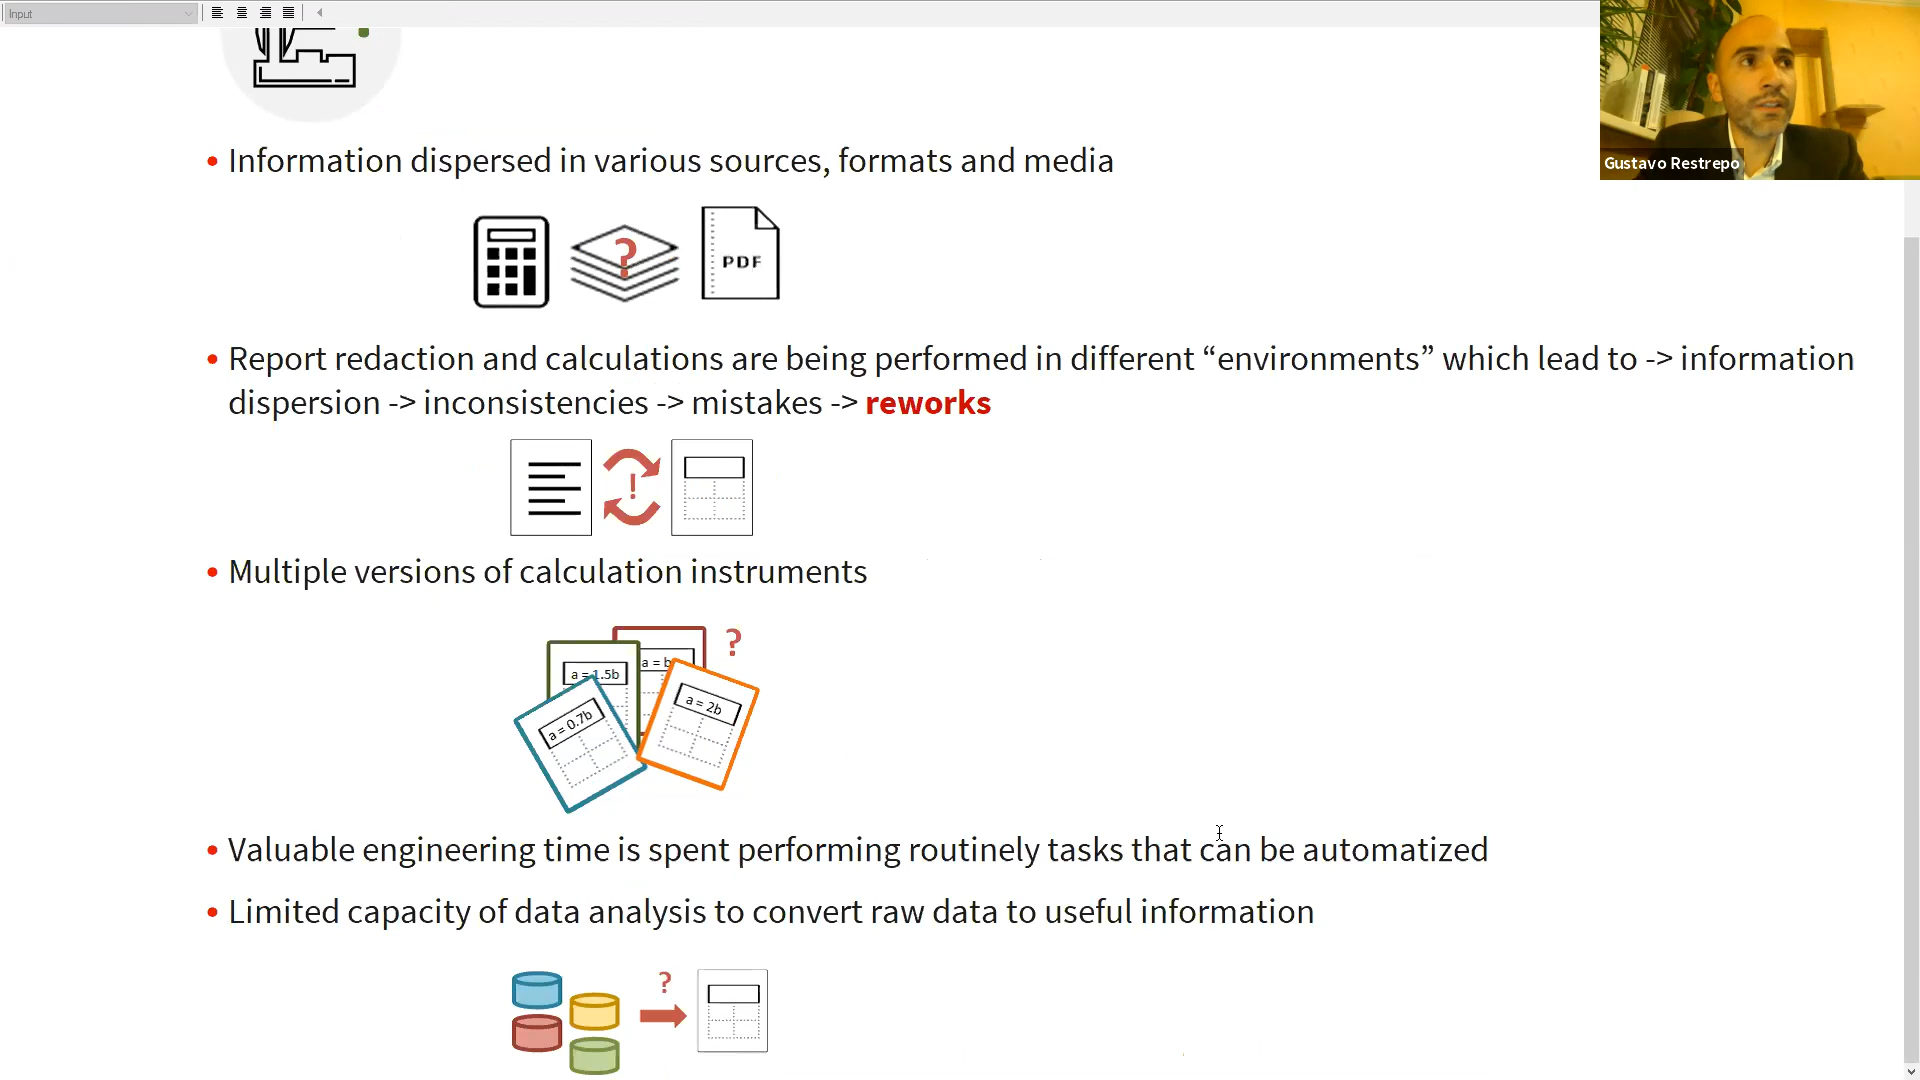 Input
Gustavo Restrepo
• Information dispersed in various sources, formats and media
?
PDF
• Report redaction and calculations are being performed in different “environments” which lead to -> information
dispersion -> inconsistencies -> mistakes -> reworks
!
• Multiple versions of calculation instruments
?
a = b
a = 1.5b
a = 2b
a = 0.7b
• Valuable engineering time is spent performing routinely tasks that can be automatized
• Limited capacity of data analysis to convert raw data to useful information
?